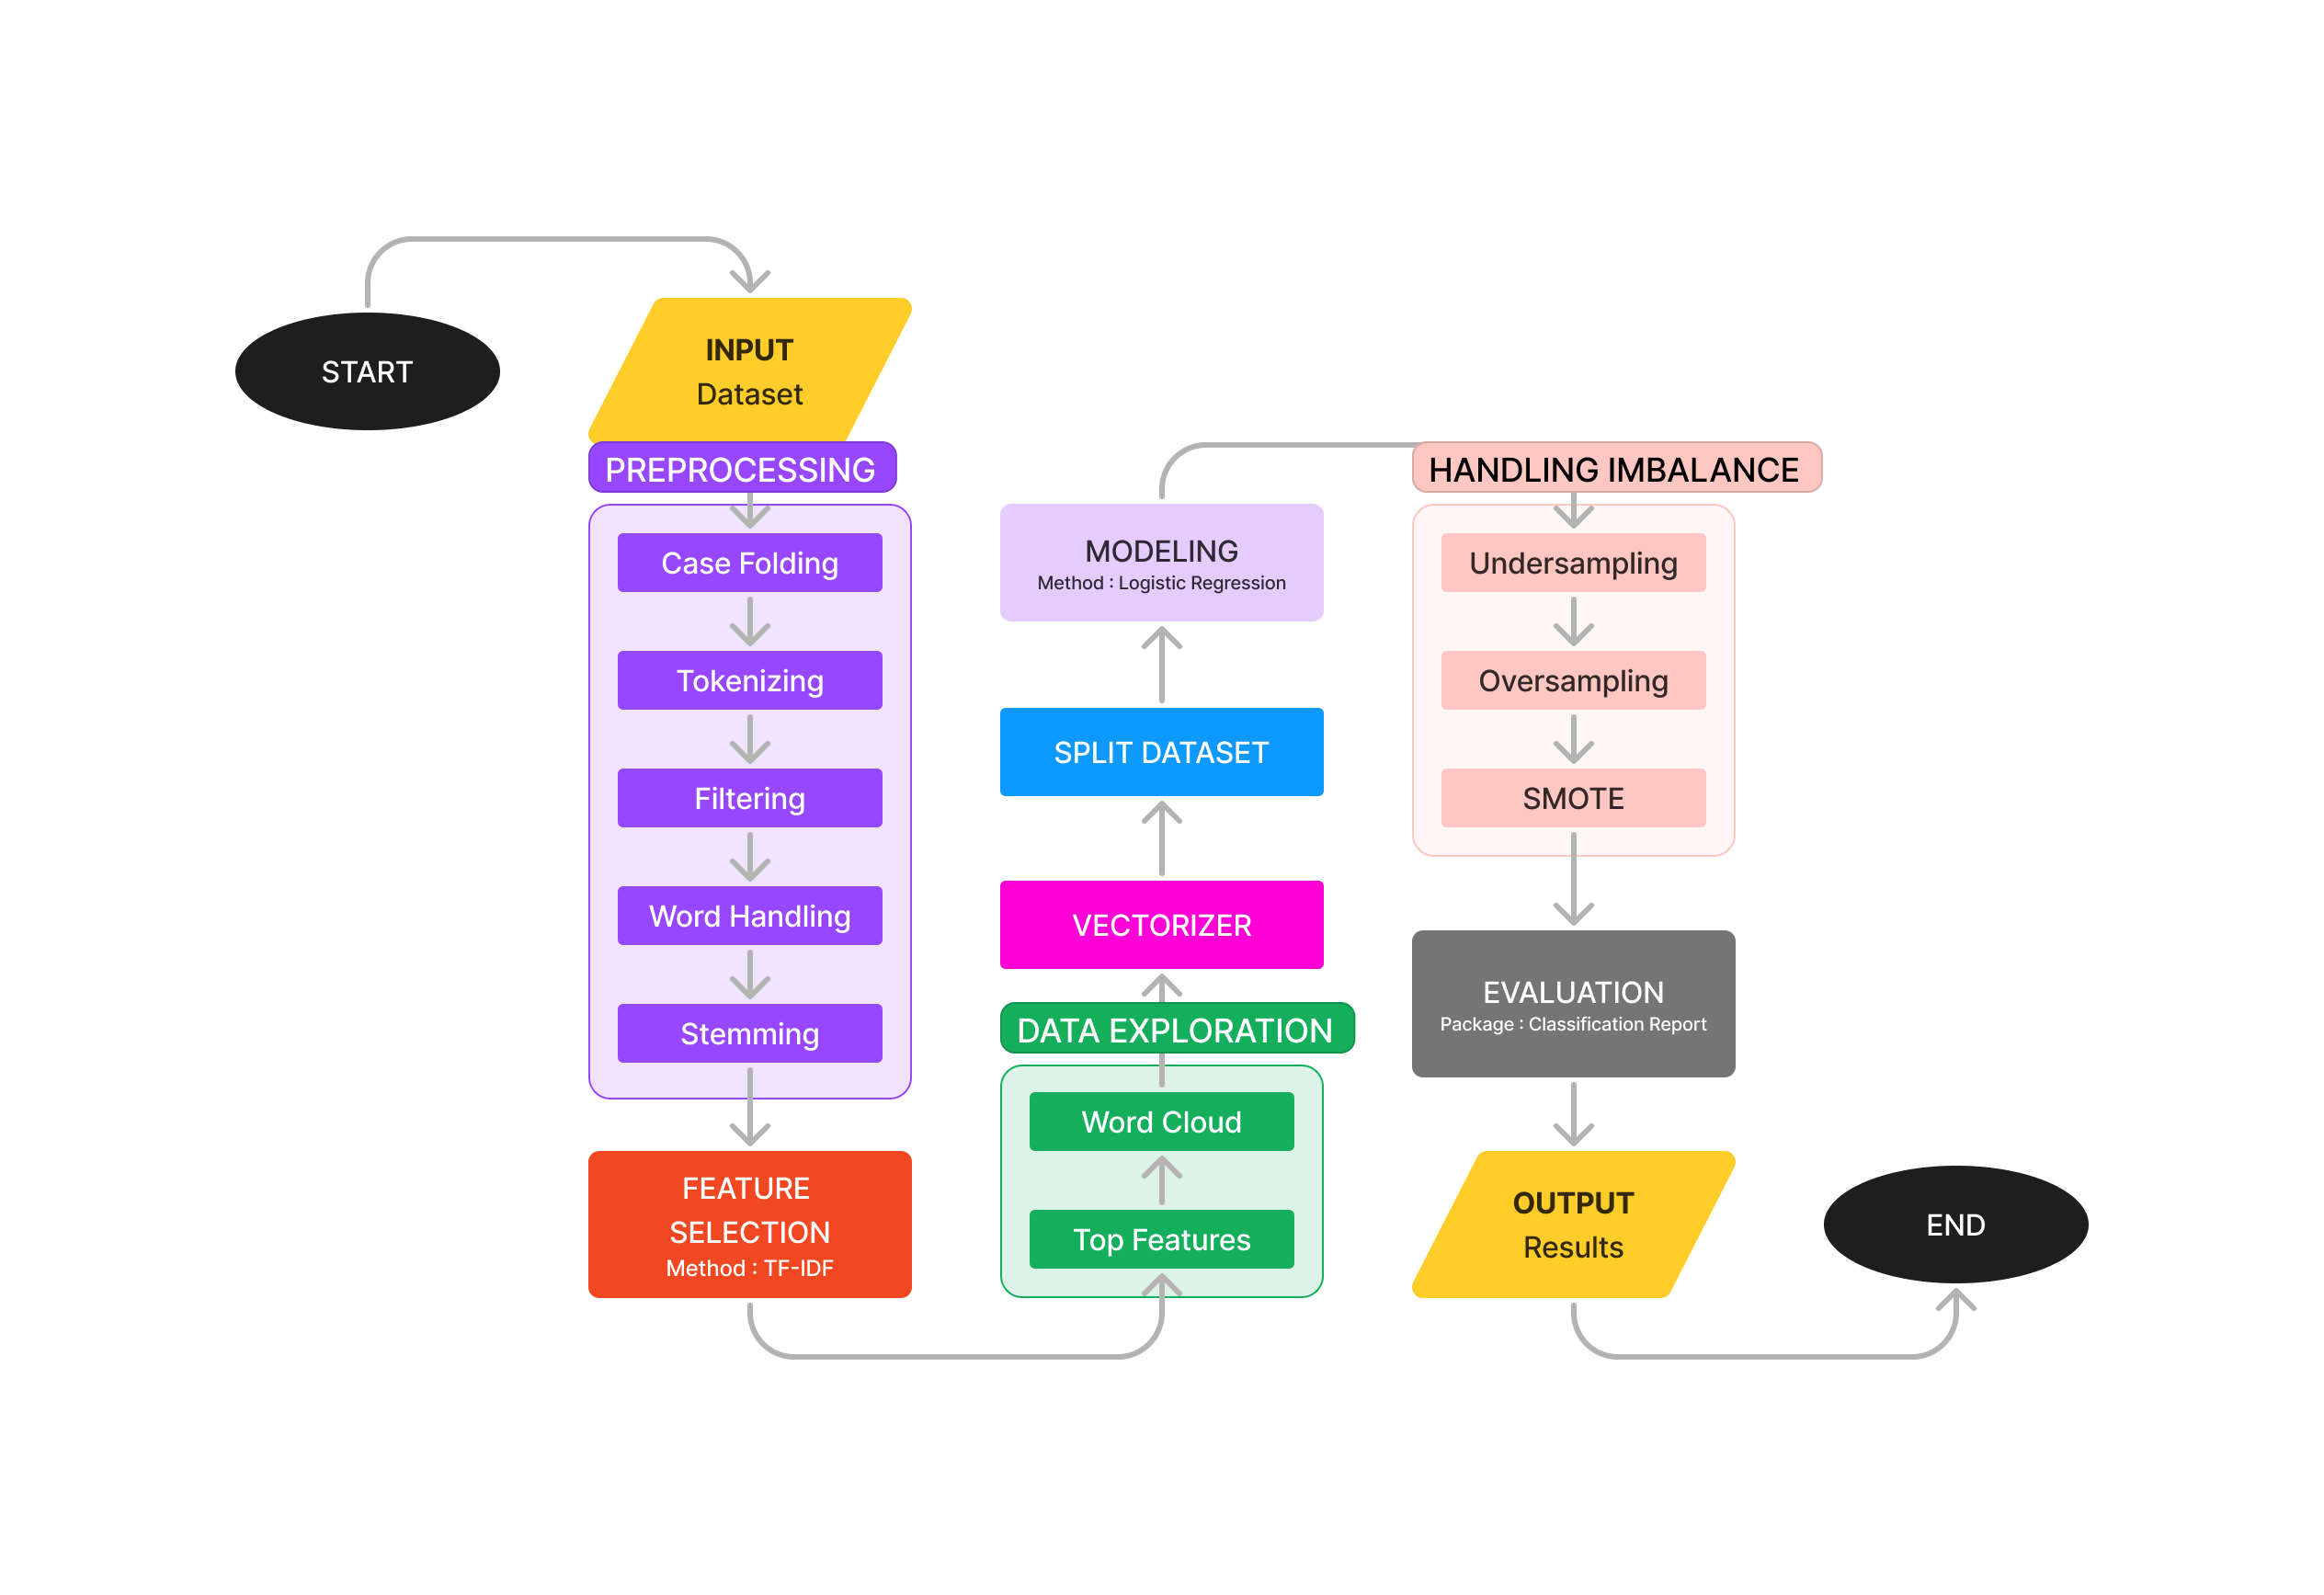 START
INPUT
Dataset
PREPROCESSING
Case Folding
Tokenizing
Filtering
Word Handling
Stemming
FEATURE
SELECTION
Method : TF-IDF
Top Features
Word Cloud
DATA EXPLORATION
VECTORIZER
SPLIT DATASET
MODELING
Method : Logistic Regression
HANDLING IMBALANCE
Undersampling
Oversampling
SMOTE
EVALUATION
Package : Classification Report
OUTPUT
Results
END